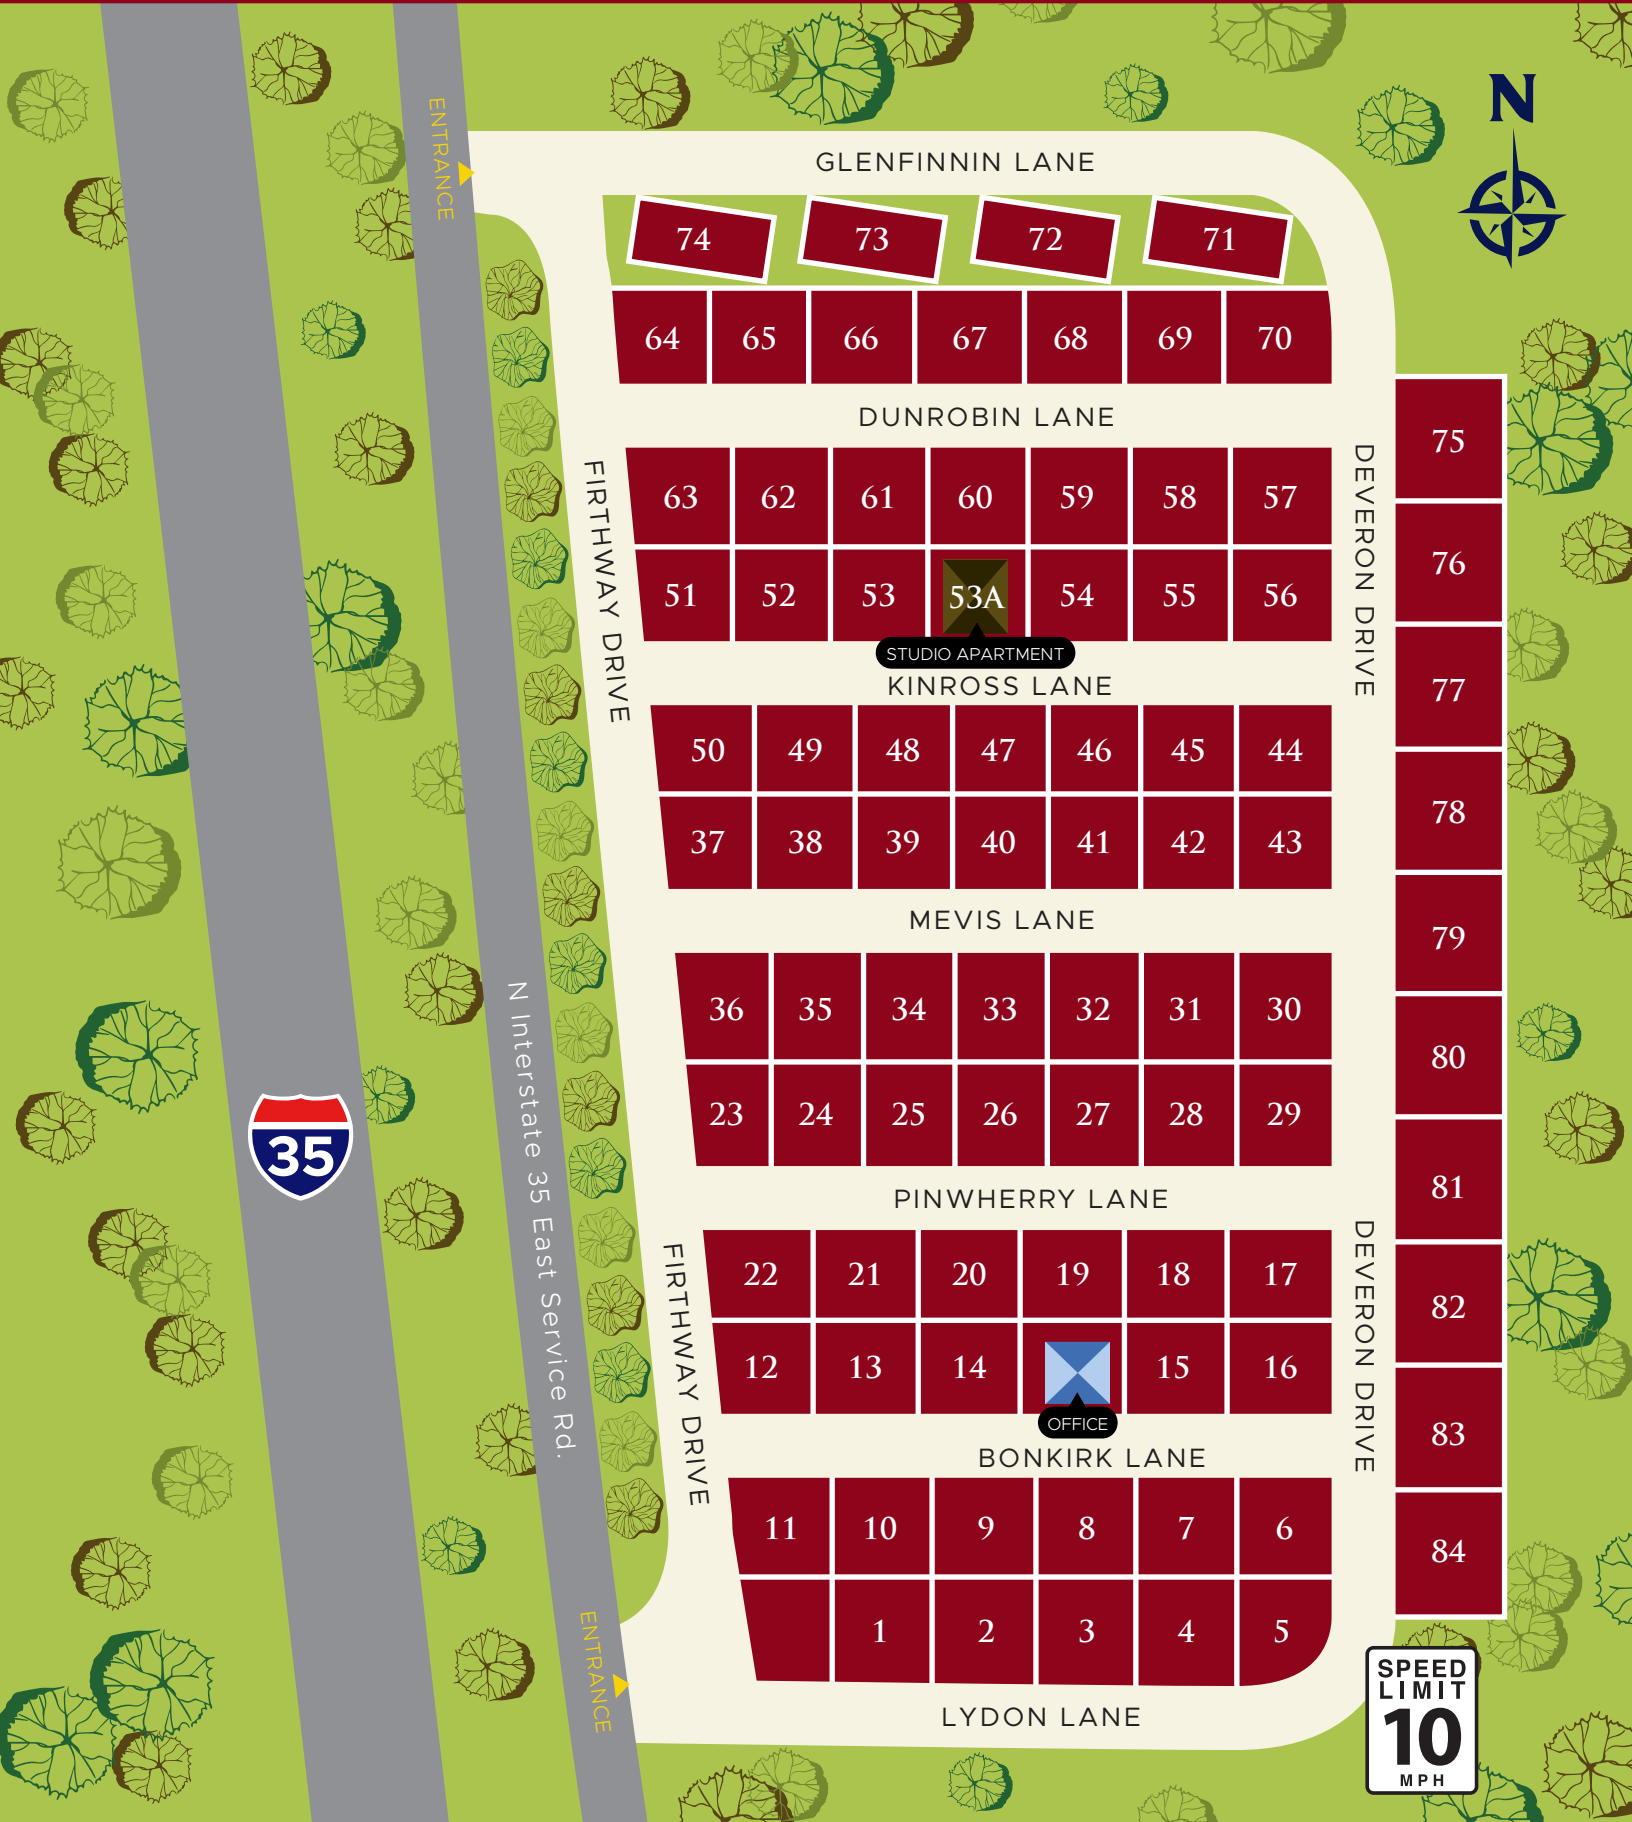 N
ENTRANCE
GLENFINNIN LANE
74 73 72 71
64 65 66 67 68 69 70
DUNROBIN LANE
FIRTHWAY DRIVE
DEVERON DRIVE
63 62 61 60 59 58 57
51 52 53 53A 54 55 56
STUDIO APARTMENT
KINROSS LANE
50 49 48 47 46 45 44
37 38 39 40 41 42 43
MEVIS LANE
36 35 34 33 32 31 30
23 24 25 26 27 28 29
PINWHERRY LANE
FIRTHWAY DRIVE
DEVERON DRIVE
22 21 20 19 18 17
12 13 14 15 16
OFFICE
BONKIRK LANE
11 10 9 8 7 6
1 2 3 4 5
LYDON LANE
75
76
77
78
79
80
81
82
83
84
35
N Interstate 35 East Service Rd.
ENTRANCE
SPEED
LIMIT
10
MPH